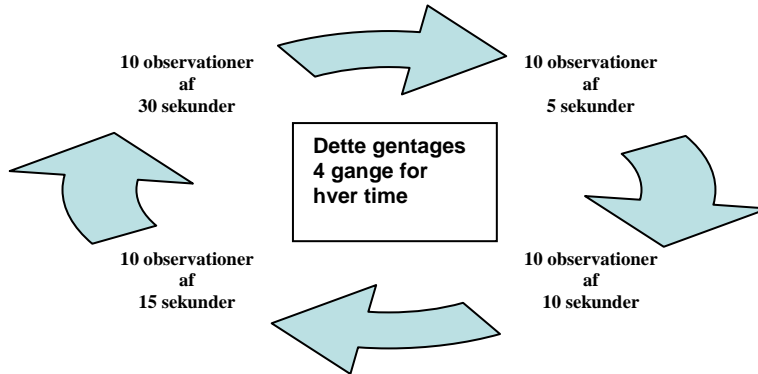 10 observationer
af
30 sekunder
10 observationer
af
5 sekunder
Dette gentages
4 gange for
hver time
10 observationer
af
15 sekunder
10 observationer
af
10 sekunder